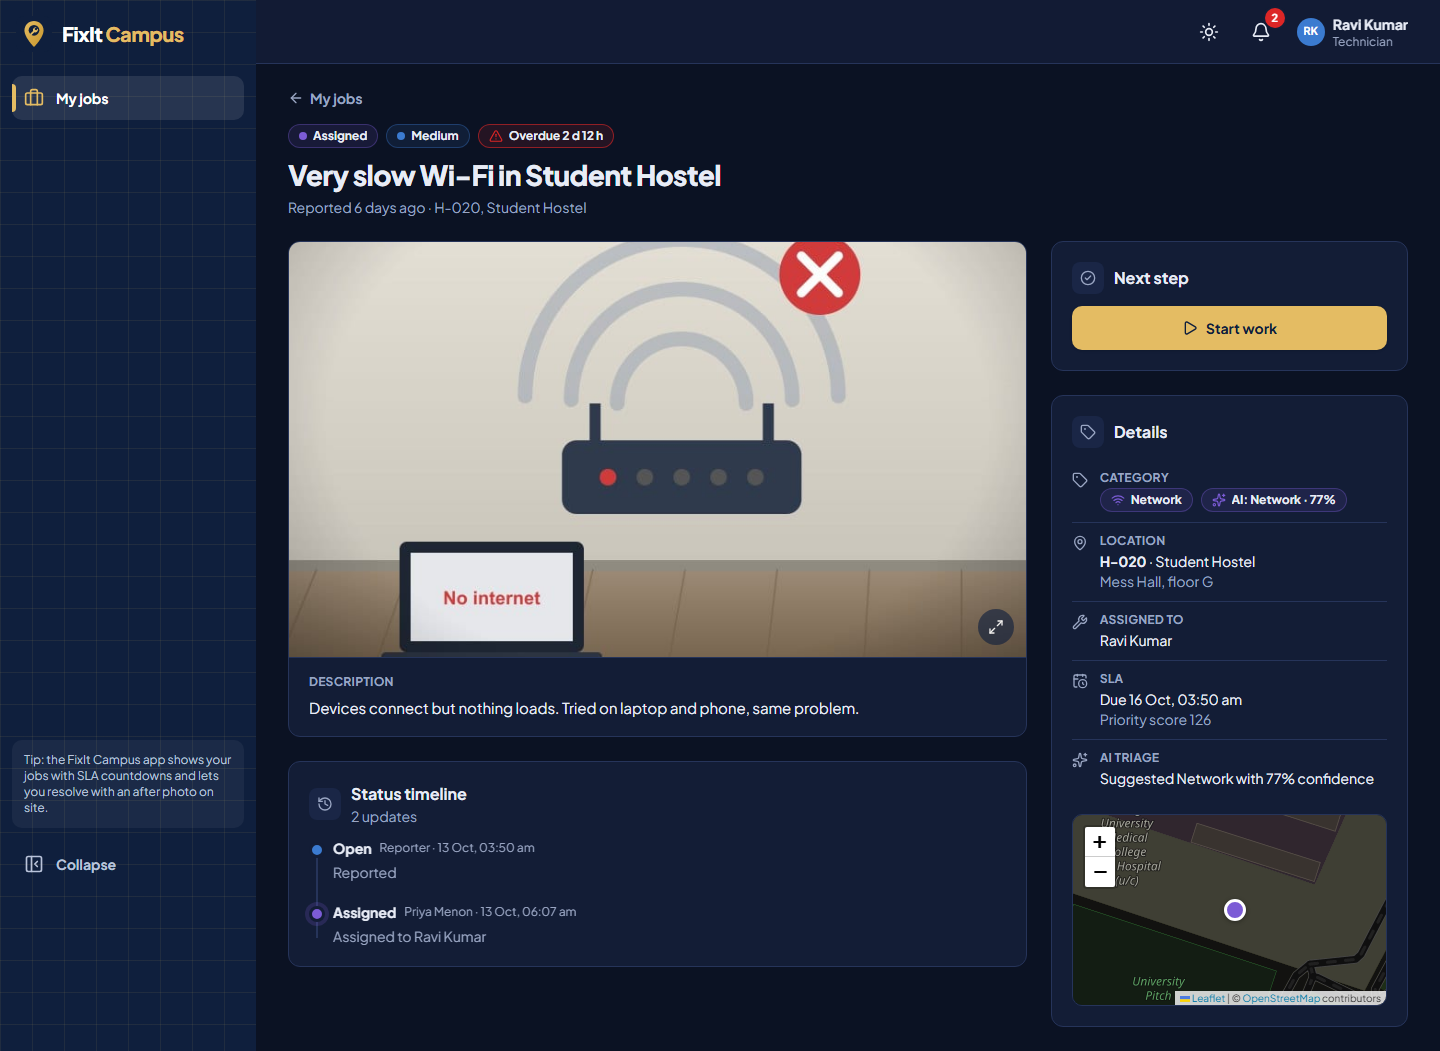 FixIt Campus
My jobs
Tip: the FixIt Campus app shows your
jobs with SLA countdowns and lets
you resolve with an after photo on
site.
Collapse
2
RK
Ravi Kumar
Technician
My jobs
Assigned
Medium
Overdue 2 d 12 h
Very slow Wi-Fi in Student Hostel
Reported 6 days ago · H-020, Student Hostel
No internet
DESCRIPTION
Devices connect but nothing loads. Tried on laptop and phone, same problem.
Status timeline
2 updates
Open Reporter · 13 Oct, 03:50 am
Reported
Assigned Priya Menon · 13 Oct, 06:07 am
Assigned to Ravi Kumar
Next step
Start work
Details
CATEGORY
Network
AI: Network · 77%
LOCATION
H-020 · Student Hostel
Mess Hall, floor G
ASSIGNED TO
Ravi Kumar
SLA
Due 16 Oct, 03:50 am
Priority score 126
AI TRIAGE
Suggested Network with 77% confidence
University
Hospital
(u/c)
+
−
University
Pitch
Leaflet | © OpenStreetMap contributors